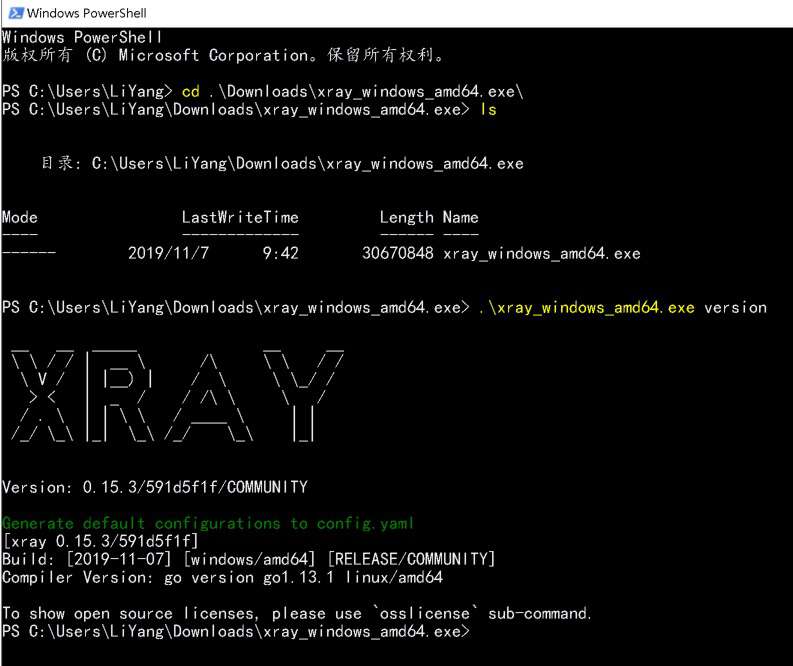 Windows PowerShell
Windows PowerShell
版权所有 (C) Microsoft Corporation。保留所有权利。
PS C:\Users\LiYang> cd .\Downloads\xray_windows_amd64.exe\
PS C:\Users\LiYang\Downloads\xray_windows_amd64.exe> ls
目录: C:\Users\LiYang\Downloads\xray_windows_amd64.exe
Mode LastWriteTime Length Name
---- ------------- ------ ----
------ 2019/11/7 9:42 30670848 xray_windows_amd64.exe
PS C:\Users\LiYang\Downloads\xray_windows_amd64.exe> .\xray_windows_amd64.exe version
XRAY
Version: 0.15.3/591d5f1f/COMMUNITY
Generate default configurations to config.yaml
[xray 0.15.3/591d5f1f]
Build: [2019-11-07] [windows/amd64] [RELEASE/COMMUNITY]
Compiler Version: go version go1.13.1 linux/amd64
To show open source licenses, please use `osslicense` sub-command.
PS C:\Users\LiYang\Downloads\xray_windows_amd64.exe>